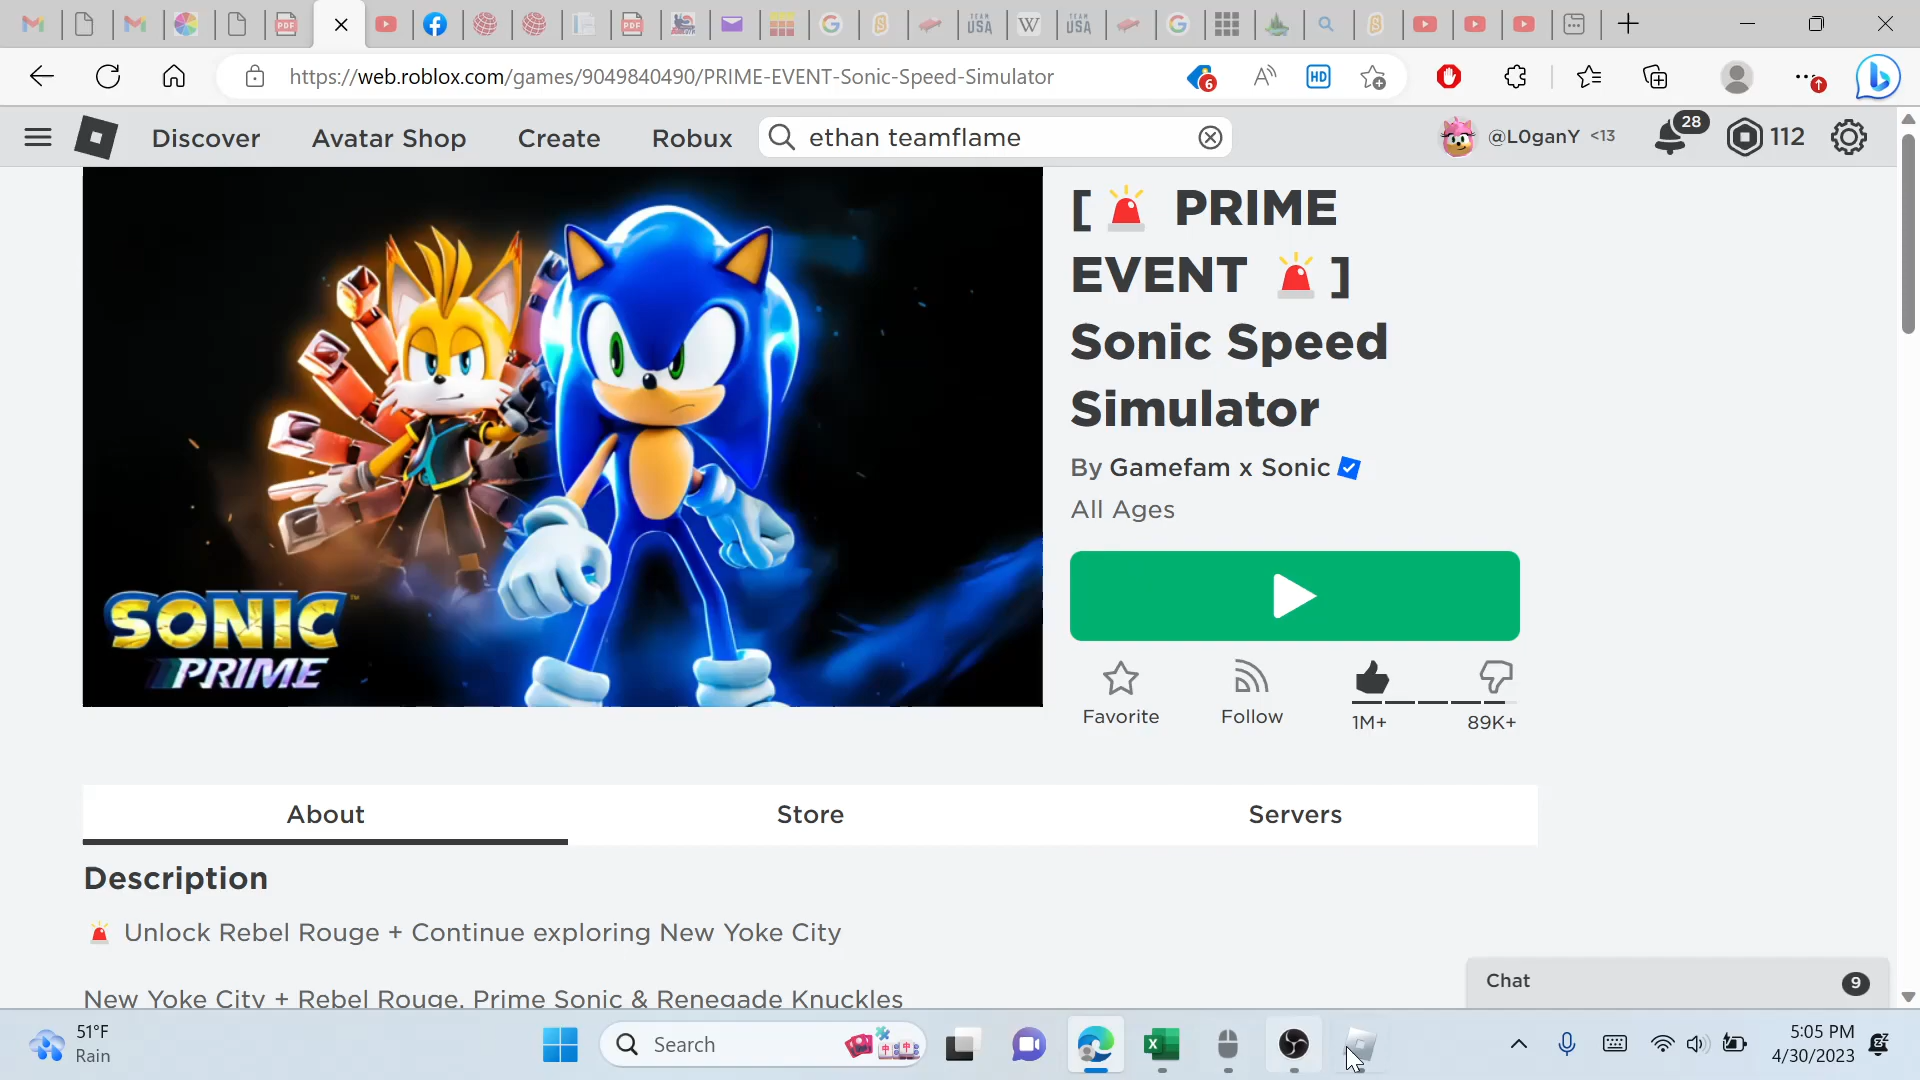 https://web.roblox.com/games/9049840490/PRIME-EVENT-Sonic-Speed-Simulator
6
HD
Discover
Avatar Shop
Create
Robux
ethan teamflame
@L0ganY <13
28
112
[🚨 PRIME
EVENT 🚨]
Sonic Speed
Simulator
By Gamefam x Sonic
All Ages
SONIC
PRIME
Favorite
Follow
1M+
89K+
About
Store
Servers
Description
🚨 Unlock Rebel Rouge + Continue exploring New Yoke City
New Yoke City + Rebel Rouge, Prime Sonic & Renegade Knuckles
Chat
9
51°F
Rain
Search
5:05 PM
4/30/2023